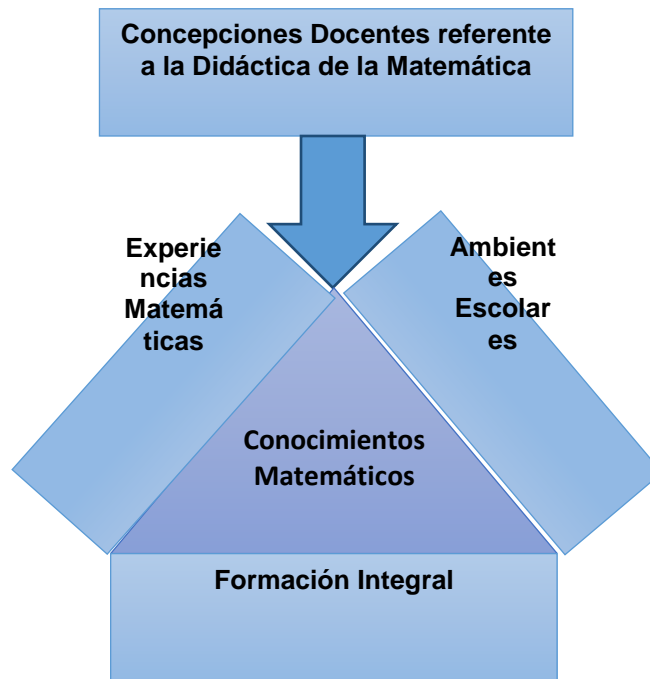 Concepciones Docentes referente
a la Didáctica de la Matemática
Experie
ncias
Matemá
ticas
Ambient
es
Escolar
es
Conocimientos
Matemáticos
Formación Integral